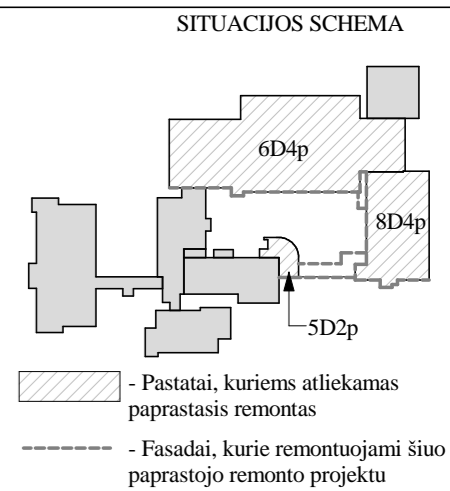 SITUACIJOS SCHEMA
6D4p
8D4p
5D2p
- Pastatai, kuriems atliekamas
paprastasis remontas
- Fasadai, kurie remontuojami šiuo
paprastojo remonto projektu